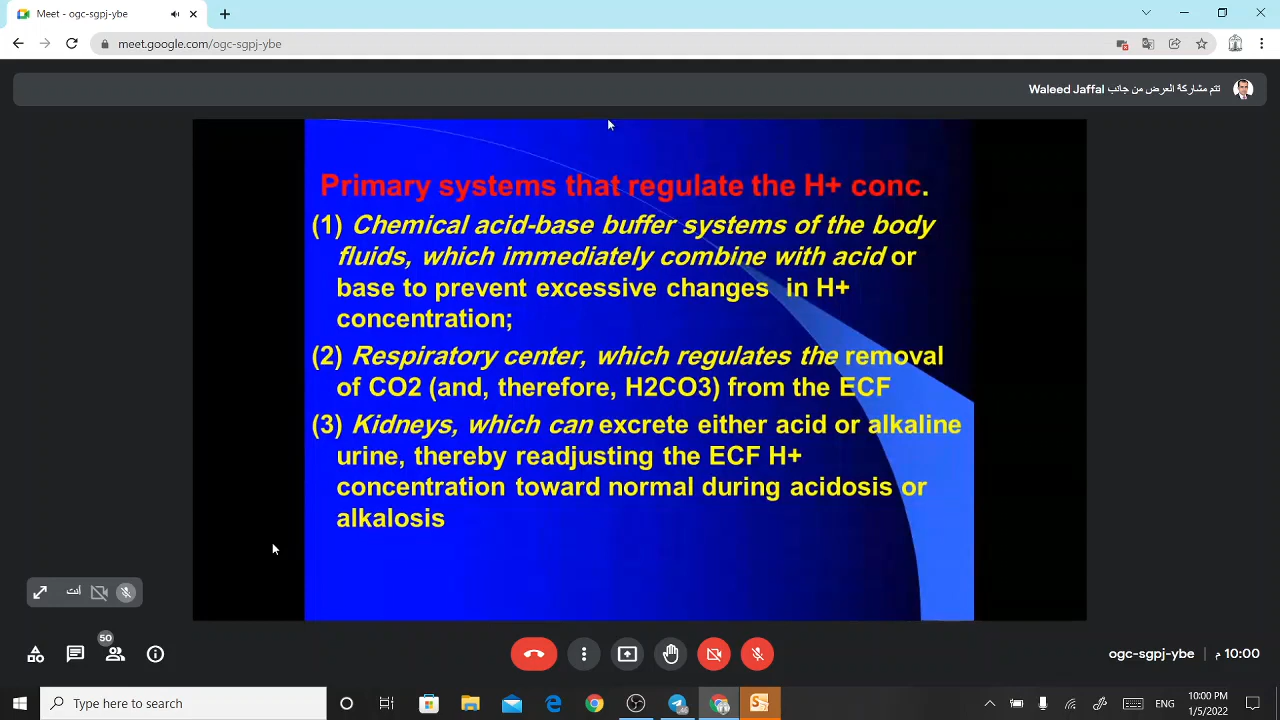 Meet - ogc-sgpj-ybe
meet.google.com/ogc-sgpj-ybe
تتم مشاركة العرض من جانب Waleed Jaffal
Primary systems that regulate the H+ conc.
(1) Chemical acid-base buffer systems of the body
fluids, which immediately combine with acid or
base to prevent excessive changes in H+
concentration;
(2) Respiratory center, which regulates the removal
of CO2 (and, therefore, H2CO3) from the ECF
(3) Kidneys, which can excrete either acid or alkaline
urine, thereby readjusting the ECF H+
concentration toward normal during acidosis or
alkalosis
انت
50
ogc-sgpj-ybe
10:00 م
Type here to search
ENG
10:00 PM
1/5/2022